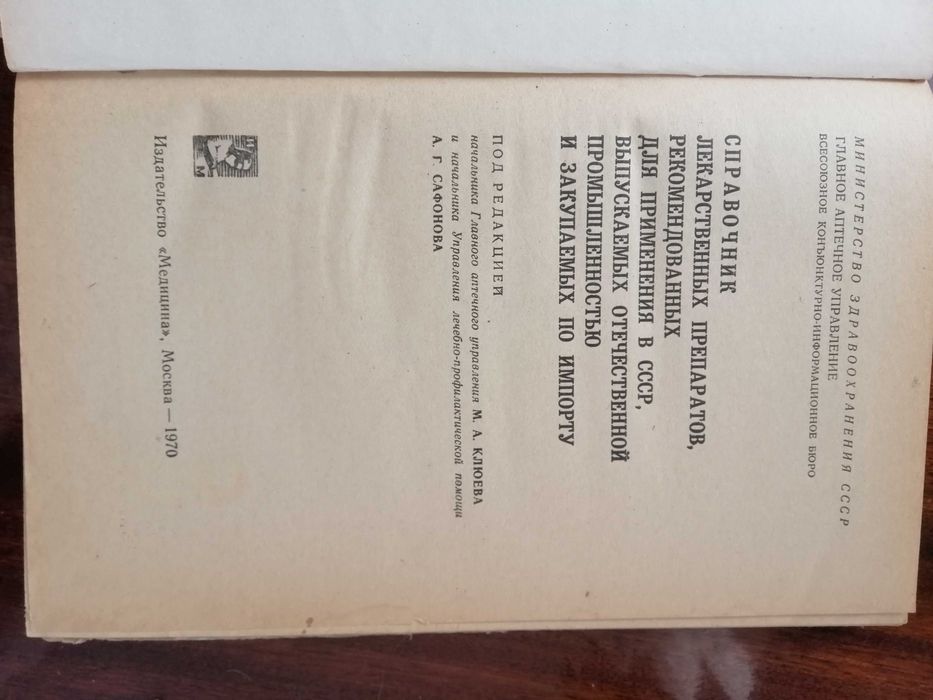 МИНИСТЕРСТВО ЗДРАВООХРАНЕНИЯ СССР
ГЛАВНОЕ АПТЕЧНОЕ УПРАВЛЕНИЕ
ВСЕСОЮЗНОЕ КОНЪЮНКТУРНО-ИНФОРМАЦИОННОЕ БЮРО
СПРАВОЧНИК
ЛЕКАРСТВЕННЫХ ПРЕПАРАТОВ,
РЕКОМЕНДОВАННЫХ
ДЛЯ ПРИМЕНЕНИЯ В СССР,
ВЫПУСКАЕМЫХ ОТЕЧЕСТВЕННОЙ
ПРОМЫШЛЕННОСТЬЮ
И ЗАКУПАЕМЫХ ПО ИМПОРТУ
ПОД РЕДАКЦИЕЙ
начальника Главного аптечного управления М. А. КЛЮЕВА
и начальника Управления лечебно-профилактической помощи
А. Г. САФОНОВА
Издательство «Медицина», Москва — 1970